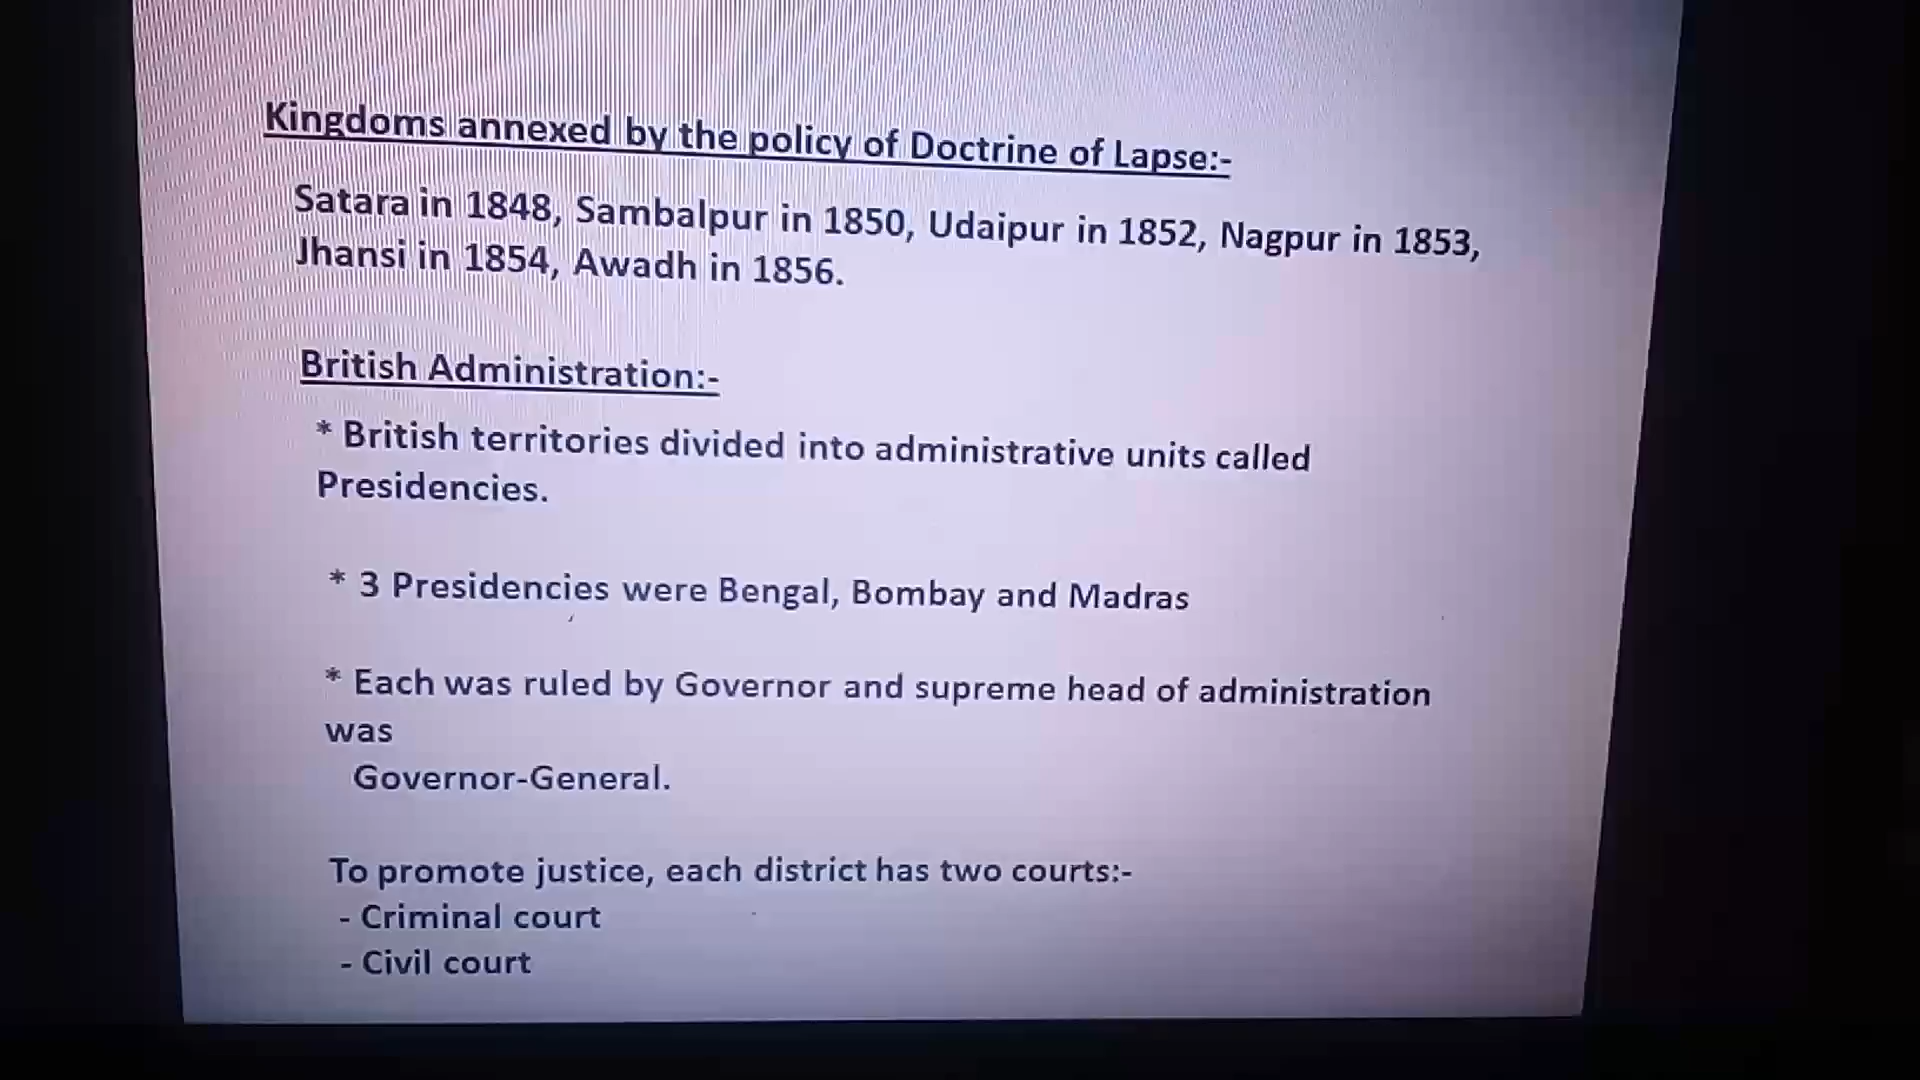 Kingdoms annexed by the policy of Doctrine of Lapse:-
Satara in 1848, Sambalpur in 1850, Udaipur in 1852, Nagpur in 1853,
Jhansi in 1854, Awadh in 1856.
British Administration:-
* British territories divided into administrative units called
Presidencies.
* 3 Presidencies were Bengal, Bombay and Madras
* Each was ruled by Governor and supreme head of administration
was
Governor-General.
To promote justice, each district has two courts:-
- Criminal court
- Civil court